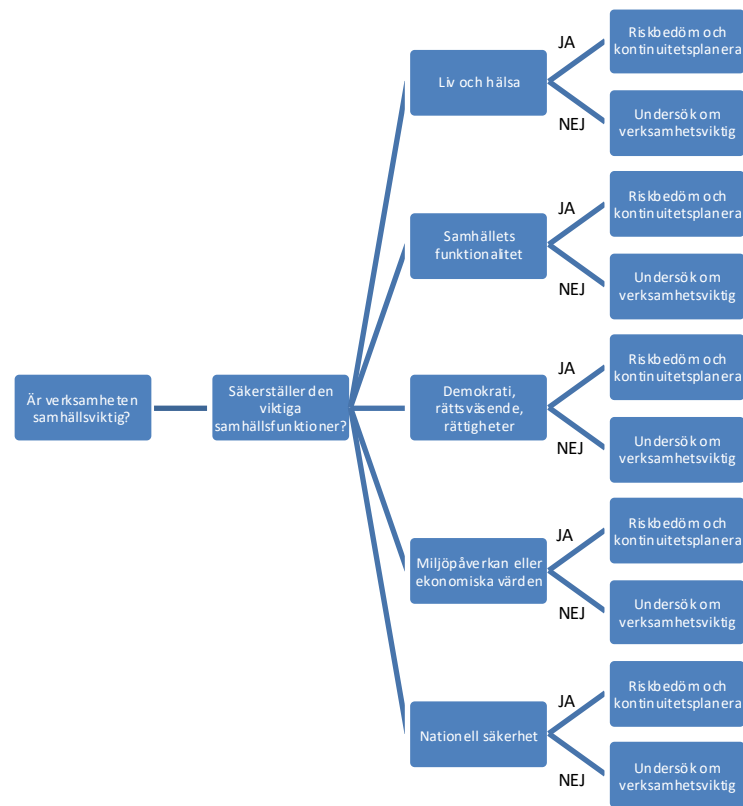 Är verksamheten
samhällsviktig?
Säkerställer den
viktiga
samhällsfunktioner?
Liv och hälsa
JA
Riskbedöm och
kontinuitetsplanera
NEJ
Undersök om
verksamhetsviktig
Samhällets
funktionalitet
JA
Riskbedöm och
kontinuitetsplanera
NEJ
Undersök om
verksamhetsviktig
Demokrati,
rättsväsende,
rättigheter
JA
Riskbedöm och
kontinuitetsplanera
NEJ
Undersök om
verksamhetsviktig
Miljöpåverkan eller
ekonomiska värden
JA
Riskbedöm och
kontinuitetsplanera
NEJ
Undersök om
verksamhetsviktig
Nationell säkerhet
JA
Riskbedöm och
kontinuitetsplanera
NEJ
Undersök om
verksamhetsviktig